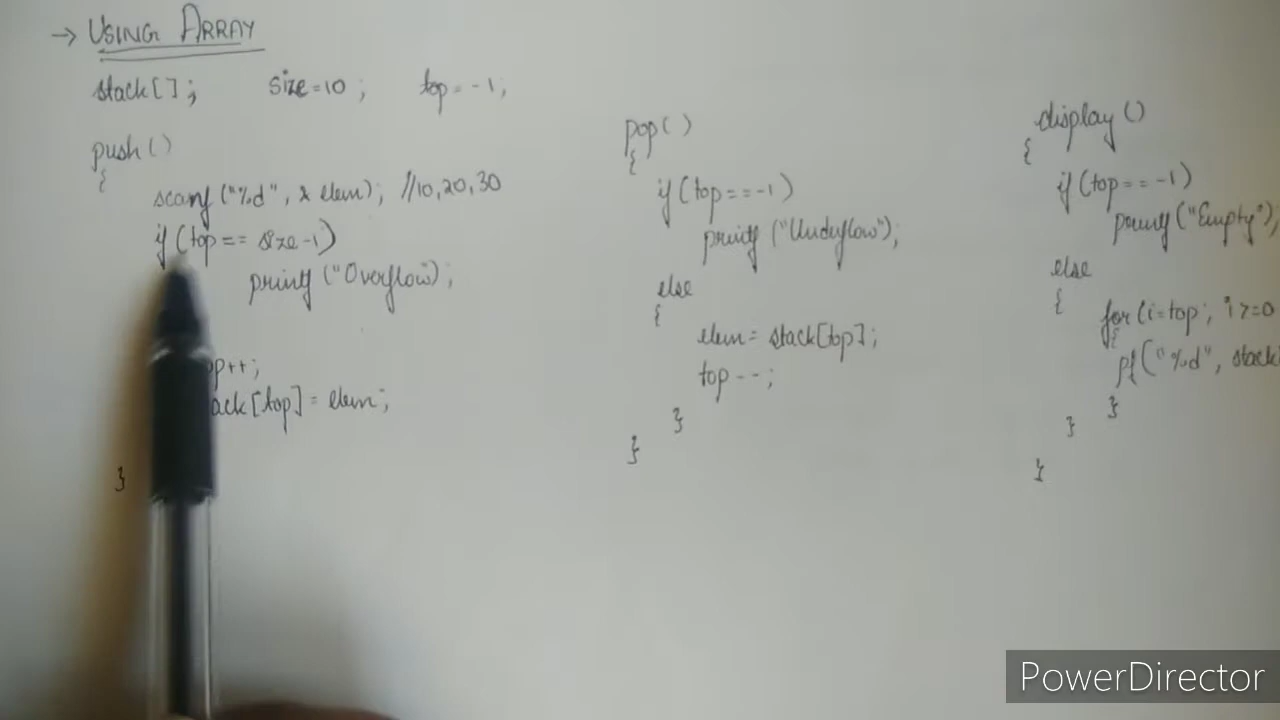 → USING ARRAY
stack[]; size=10; top=-1;
push()
{
scanf("%d", & elem); //10,20,30
if (top == size-1)
printf ("Overflow);
op++;
ack[top] = elem;
}
pop()
{
if (top==-1)
printf ("Underflow");
else
{
elem = stack[top];
top--;
}
}
display()
{
if (top==-1)
printf ("Empty");
else
{
for (i=top; i>=0
{
pf("%d", stack
}
}
}
PowerDirector